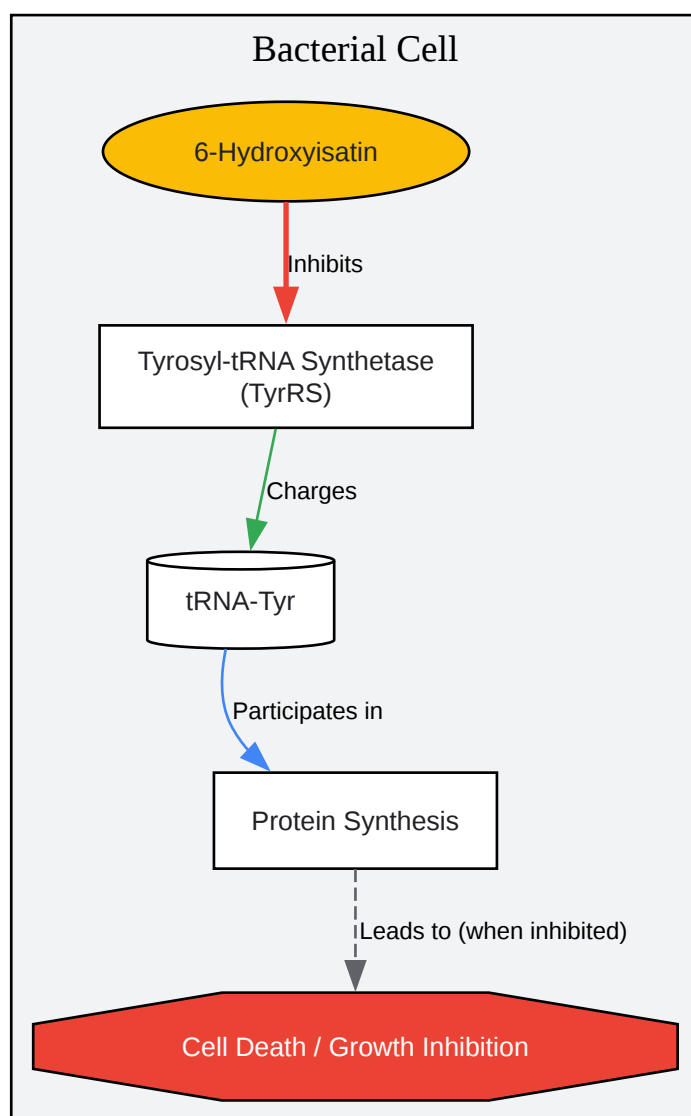 Bacterial Cell
6-Hydroxyisatin
Inhibits
Tyrosyl-tRNA Synthetase
(TyrRS)
Charges
tRNA-Tyr
Participates in
Protein Synthesis
Leads to (when inhibited)
Cell Death / Growth Inhibition